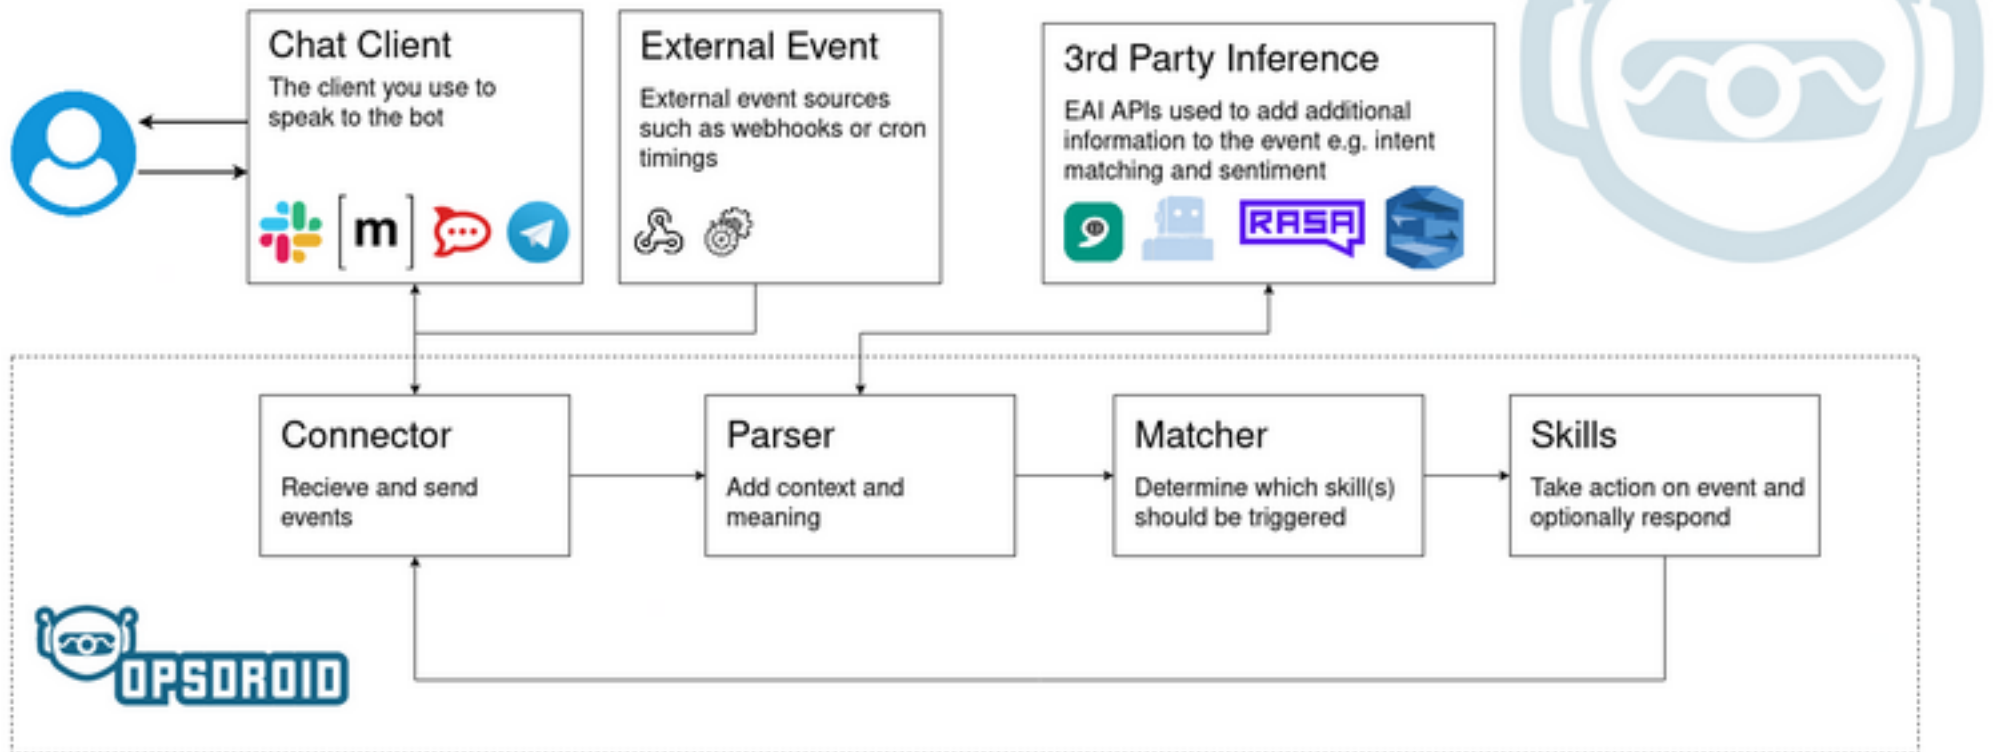 Chat Client
The client you use to
speak to the bot
[m]
External Event
External event sources
such as webhooks or cron
timings
3rd Party Inference
EAI APIs used to add additional
information to the event e.g. intent
matching and sentiment
RASA
Connector
Recieve and send
events
Parser
Add context and
meaning
Matcher
Determine which skill(s)
should be triggered
Skills
Take action on event and
optionally respond
OPSDROID